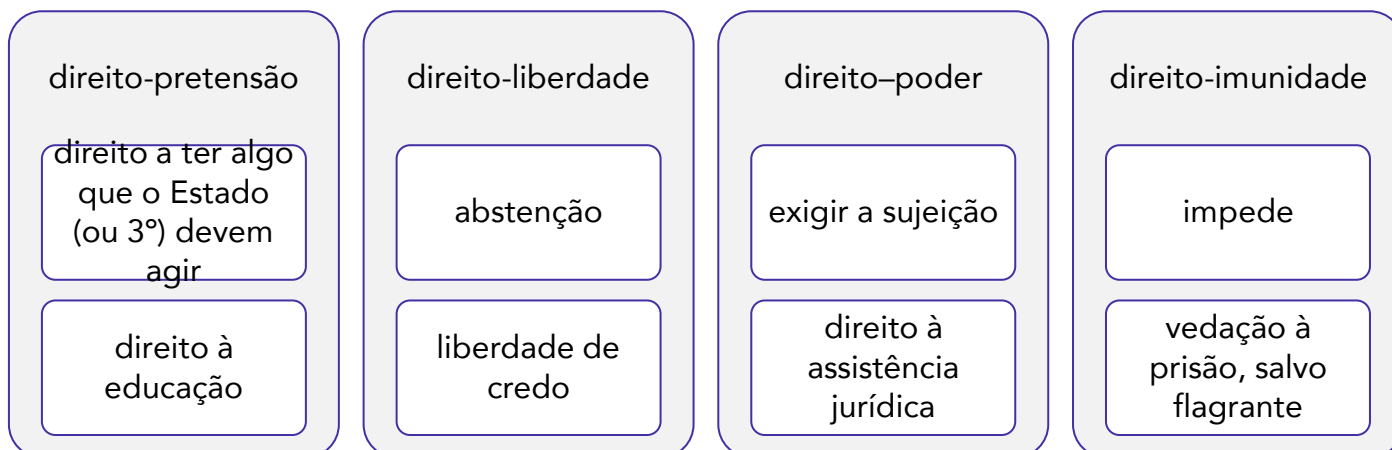 direito-pretensão
direito a ter algo
que o Estado
(ou 3º) devem
agir
direito à
educação
direito-liberdade
abstenção
liberdade de
credo
direito–poder
exigir a sujeição
direito à
assistência
jurídica
direito-imunidade
impede
vedação à
prisão, salvo
flagrante